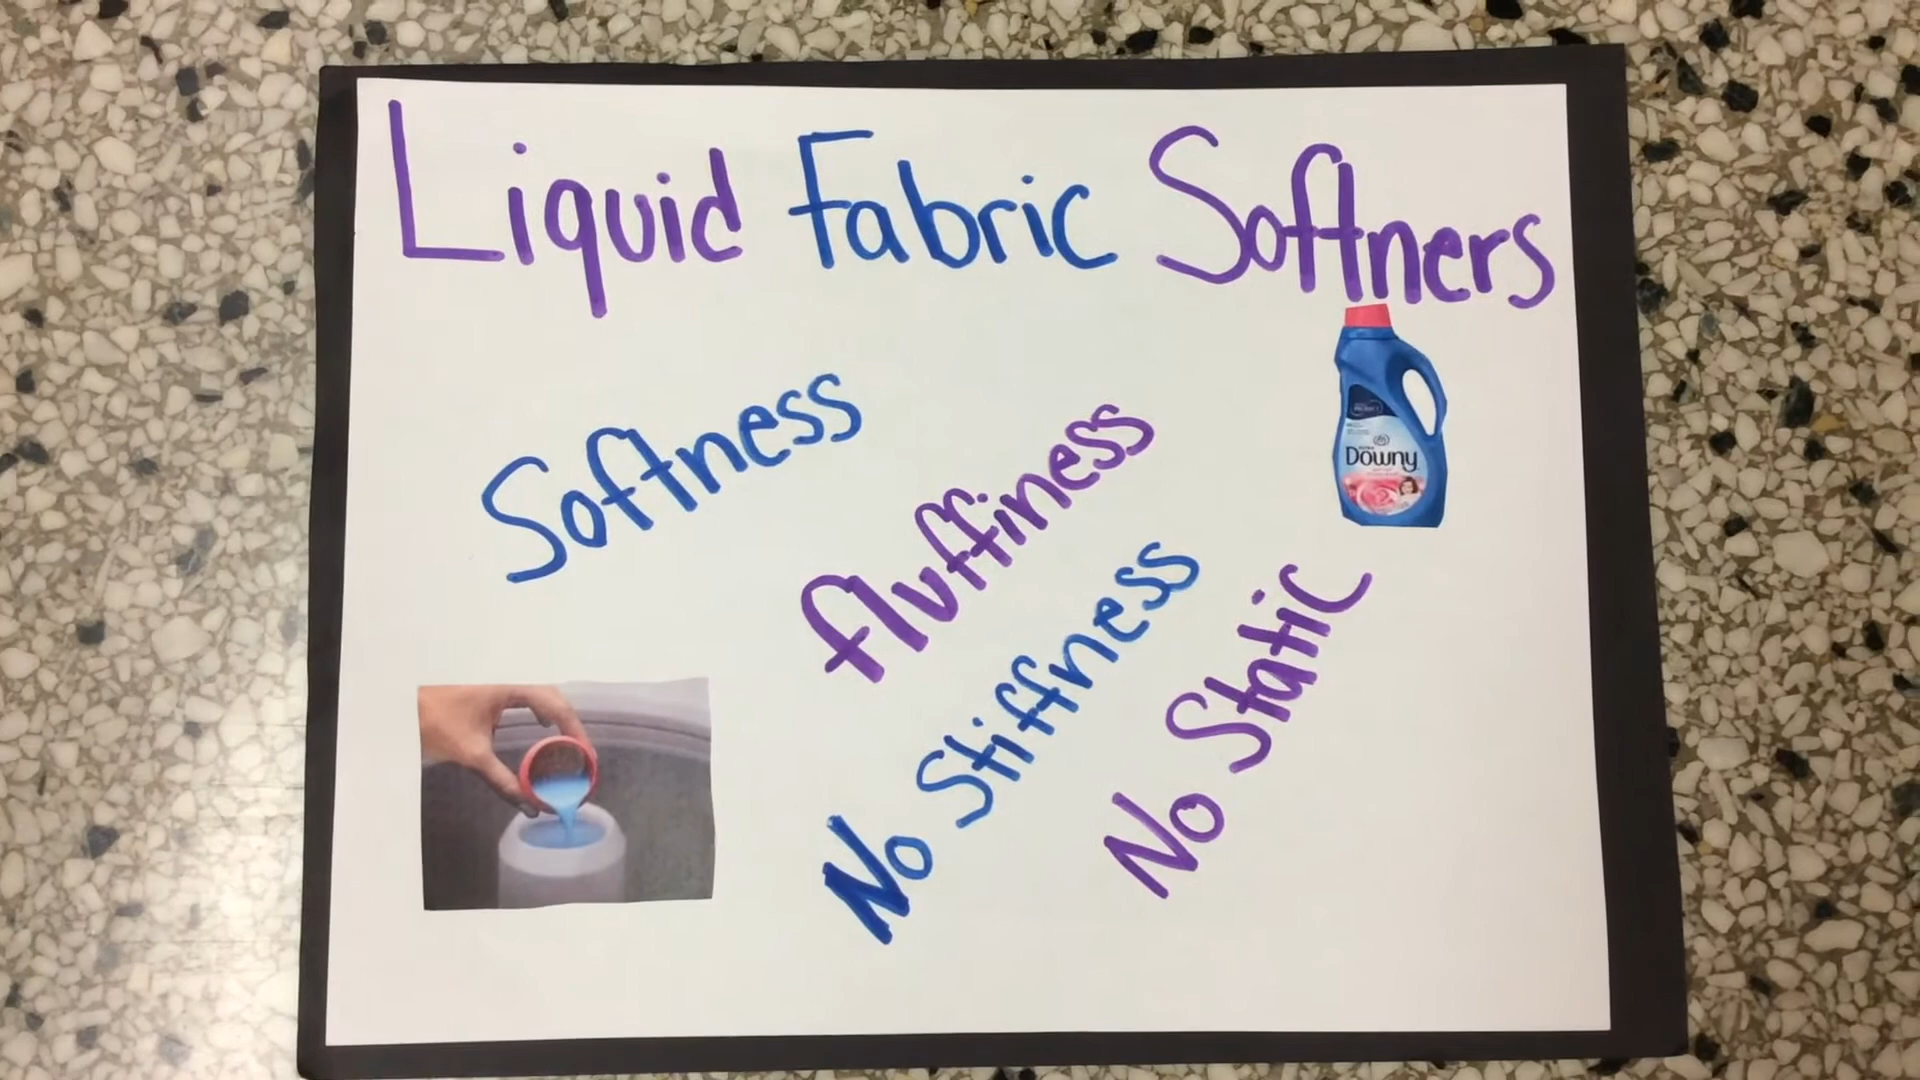 Liquid Fabric Softners
Softness
fluffiness
Downy
No Stiffness
No Static